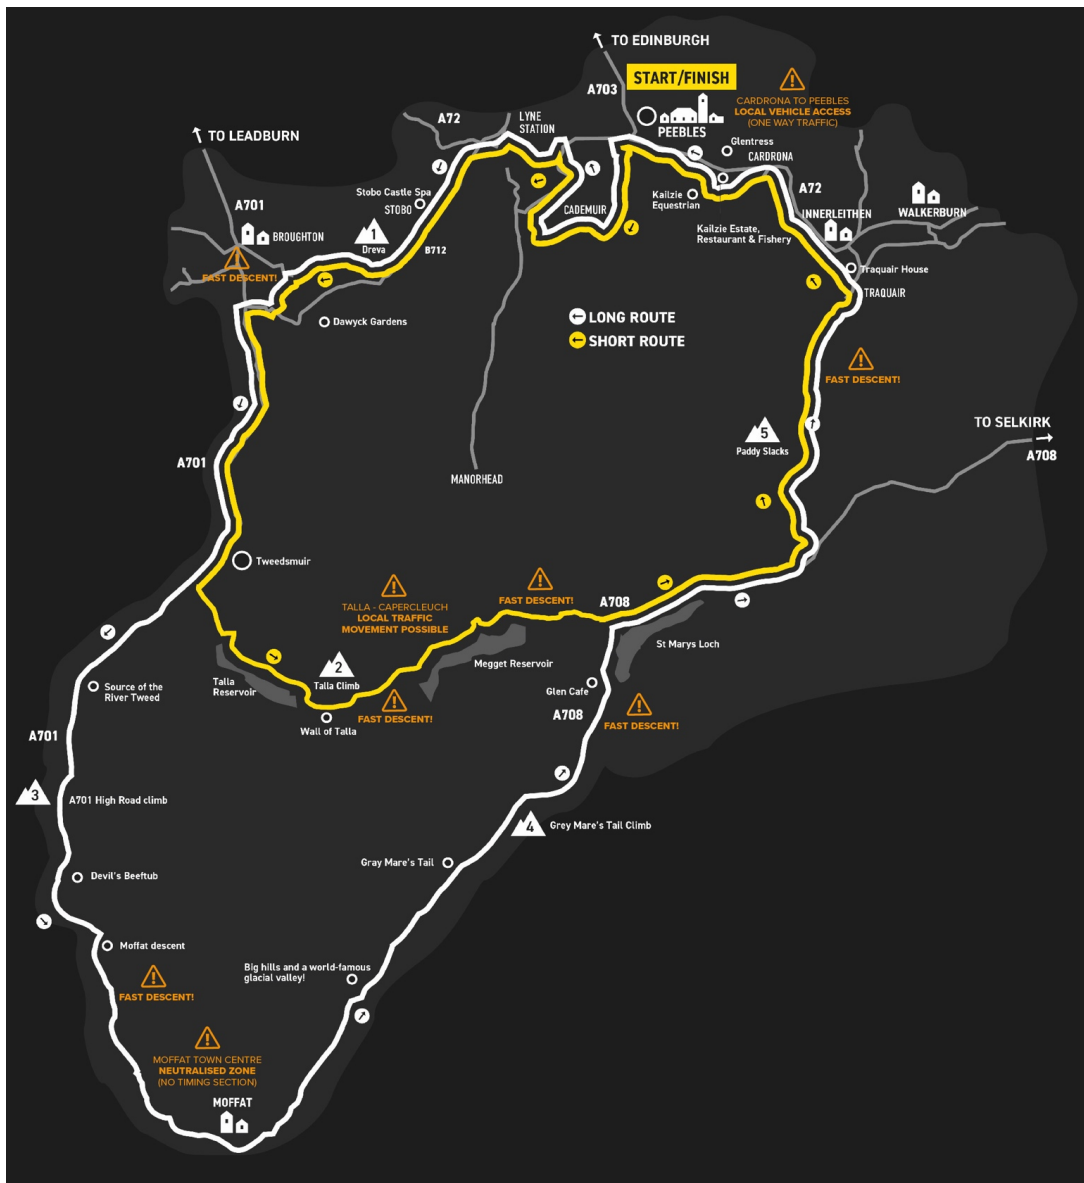 TO EDINBURGH
START/FINISH
A703
CARDRONA TO PEEBLES
LOCAL VEHICLE ACCESS
(ONE WAY TRAFFIC)
A72
LYNE
STATION
PEEBLES
TO LEADBURN
Glentress
CARDRONA
Stobo Castle Spa
STOBO
A72
Kailzie
Equestrian
A701
CADEMUIR
INNERLEITHEN
WALKERBURN
1
Dreva
BROUGHTON
B712
Kailzie Estate,
Restaurant & Fishery
FAST DESCENT!
Traquair House
TRAQUAIR
Dawyck Gardens
LONG ROUTE
SHORT ROUTE
FAST DESCENT!
TO SELKIRK
A708
5
Paddy Slacks
A701
MANORHEAD
Tweedsmuir
TALLA - CAPERCLEUCH
LOCAL TRAFFIC
MOVEMENT POSSIBLE
FAST DESCENT!
A708
St Marys Loch
Megget Reservoir
2
Talla Climb
Talla
Reservoir
Source of the
River Tweed
Glen Cafe
A708
FAST DESCENT!
Wall of Talla
FAST DESCENT!
A701
3
A701 High Road climb
4
Grey Mare's Tail Climb
Gray Mare's Tail
Devil's Beeftub
Moffat descent
Big hills and a world-famous
glacial valley!
FAST DESCENT!
MOFFAT TOWN CENTRE
NEUTRALISED ZONE
(NO TIMING SECTION)
MOFFAT